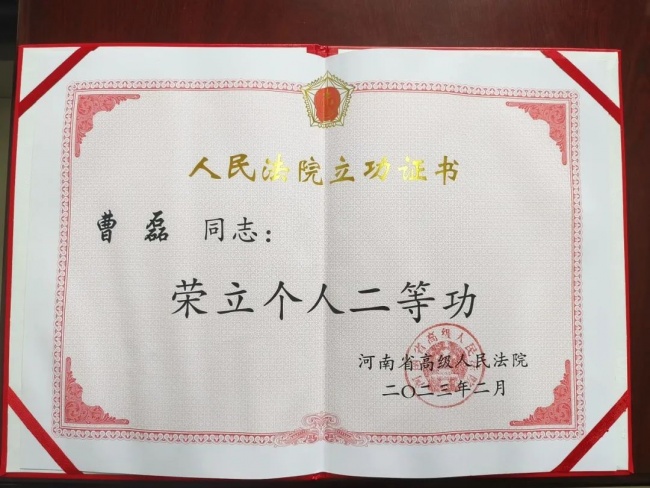 人民法院立功证书
曹磊 同志：
荣立个人二等功
河南省高级人民法院
二〇二三年二月